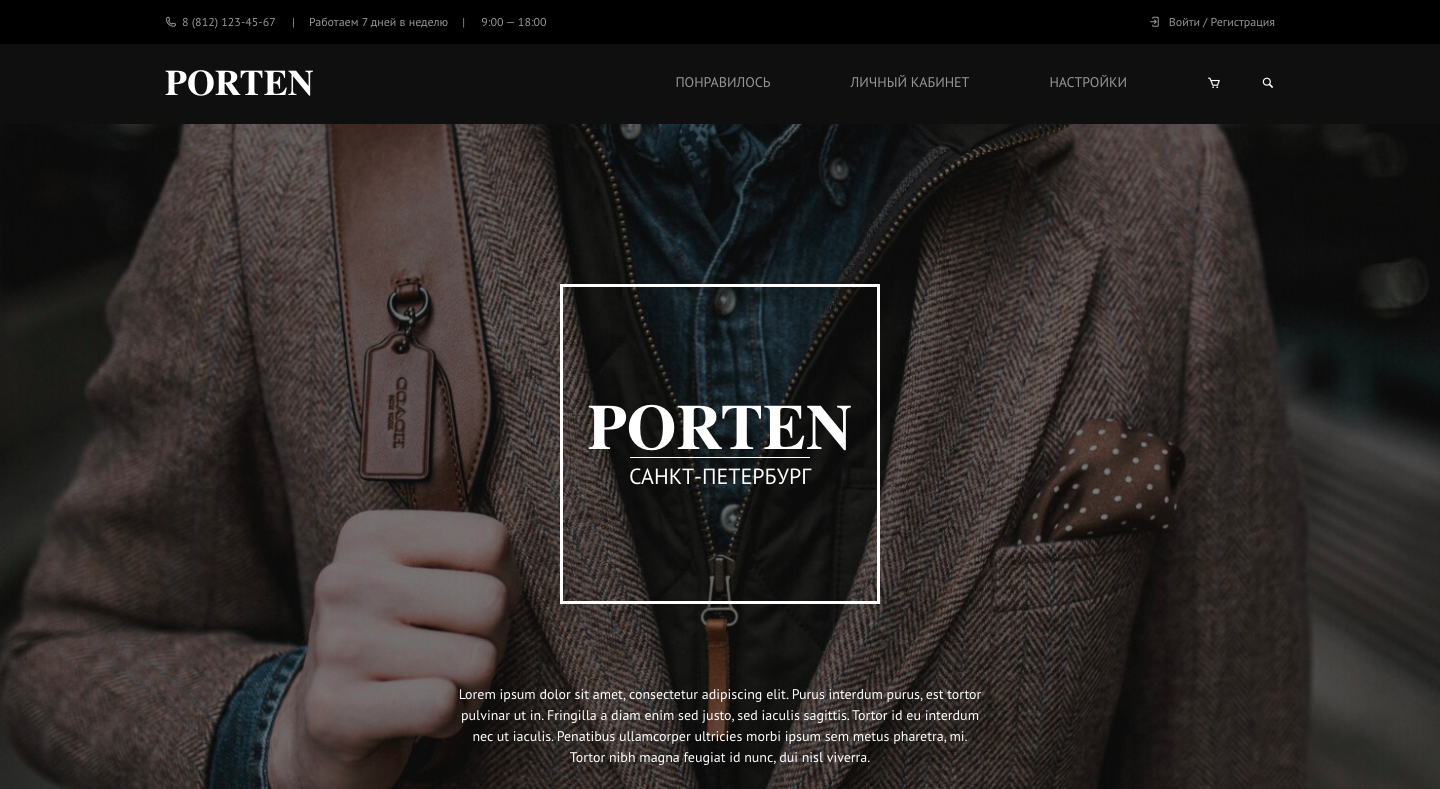 8 (812) 123-45-67 | Работаем 7 дней в неделю | 9:00 — 18:00 Войти / Регистрация
PORTEN ПОНРАВИЛОСЬ ЛИЧНЫЙ КАБИНЕТ НАСТРОЙКИ
COACH
PORTEN
САНКТ-ПЕТЕРБУРГ
Lorem ipsum dolor sit amet, consectetur adipiscing elit. Purus interdum purus, est tortor
pulvinar ut in. Fringilla a diam enim sed justo, sed iaculis sagittis. Tortor id eu interdum
nec ut iaculis. Penatibus ullamcorper ultricies morbi ipsum sem metus pharetra, mi.
Tortor nibh magna feugiat id nunc, dui nisl viverra.